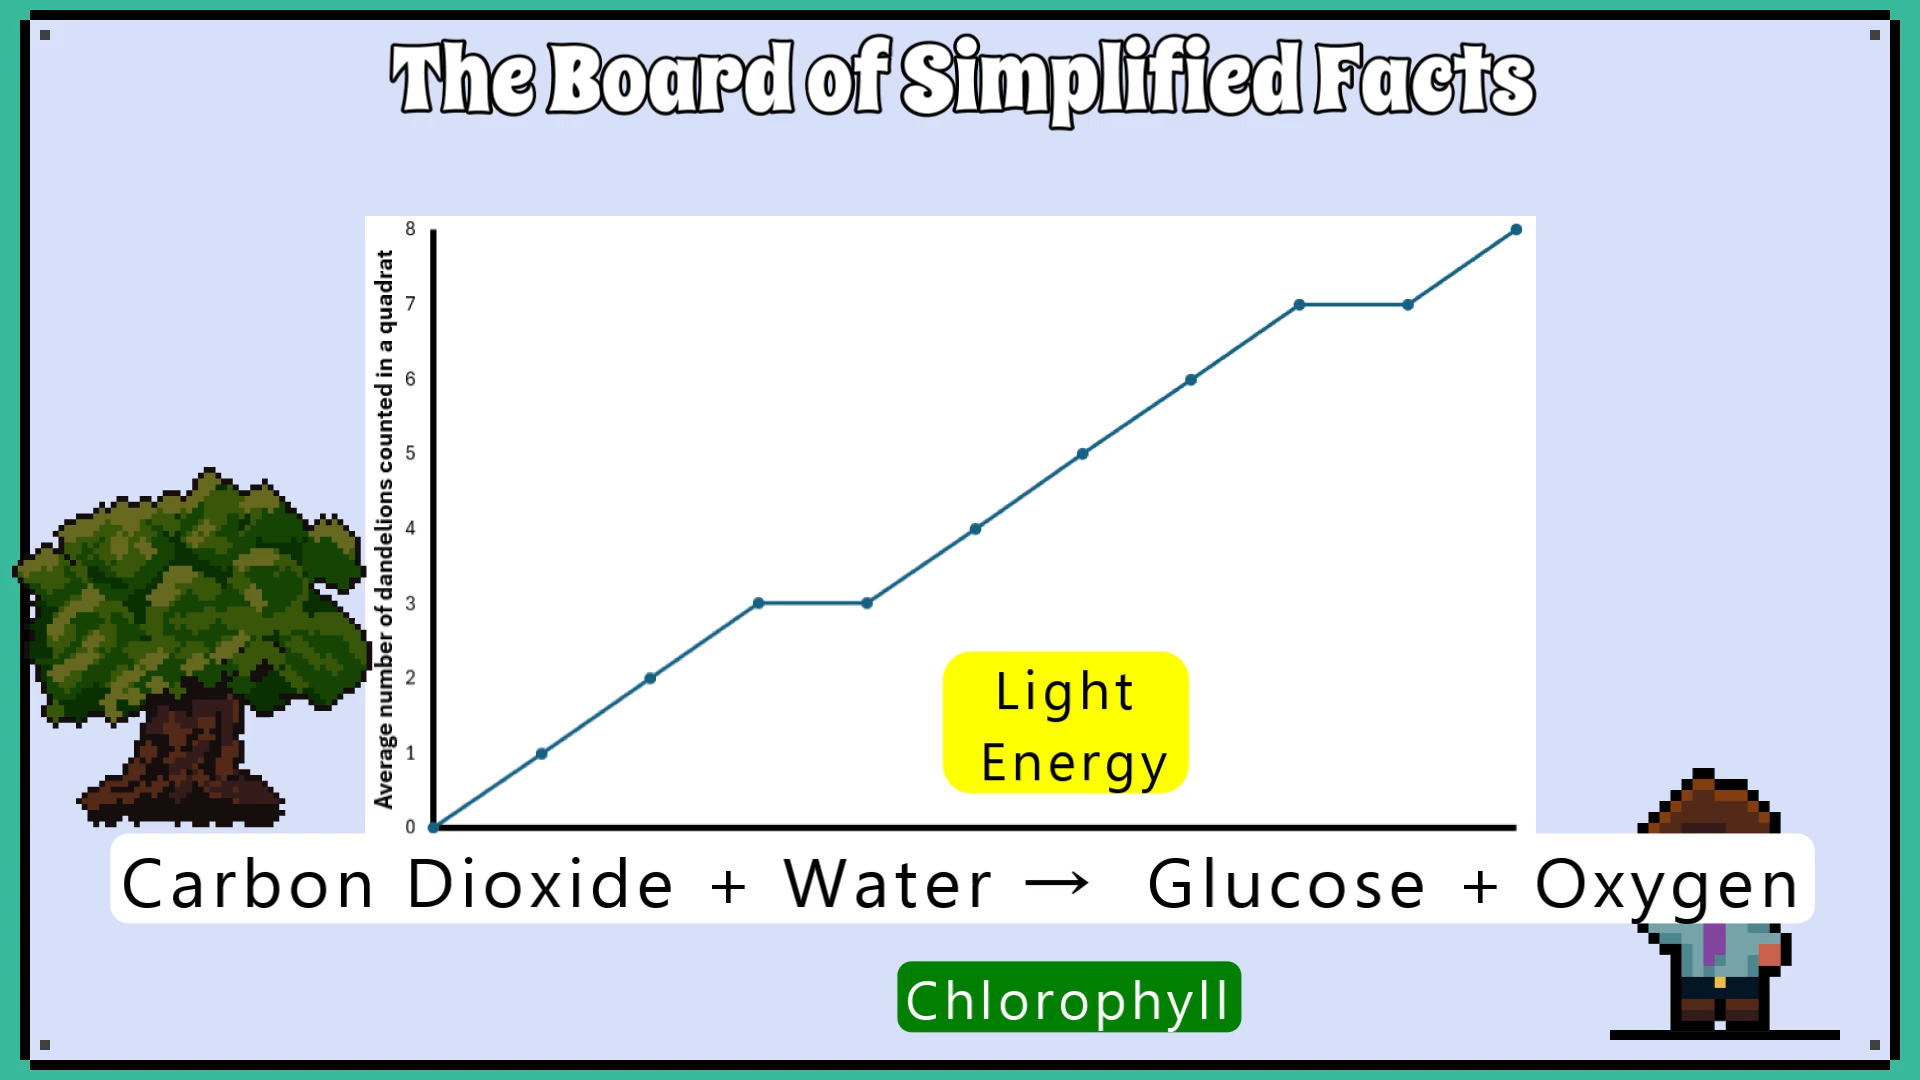 The Board of Simplified Facts
Average number of dandelions counted in a quadrat
8
7
6
5
4
3
2
1
0
Light
Energy
Carbon Dioxide + Water → Glucose + Oxygen
Chlorophyll